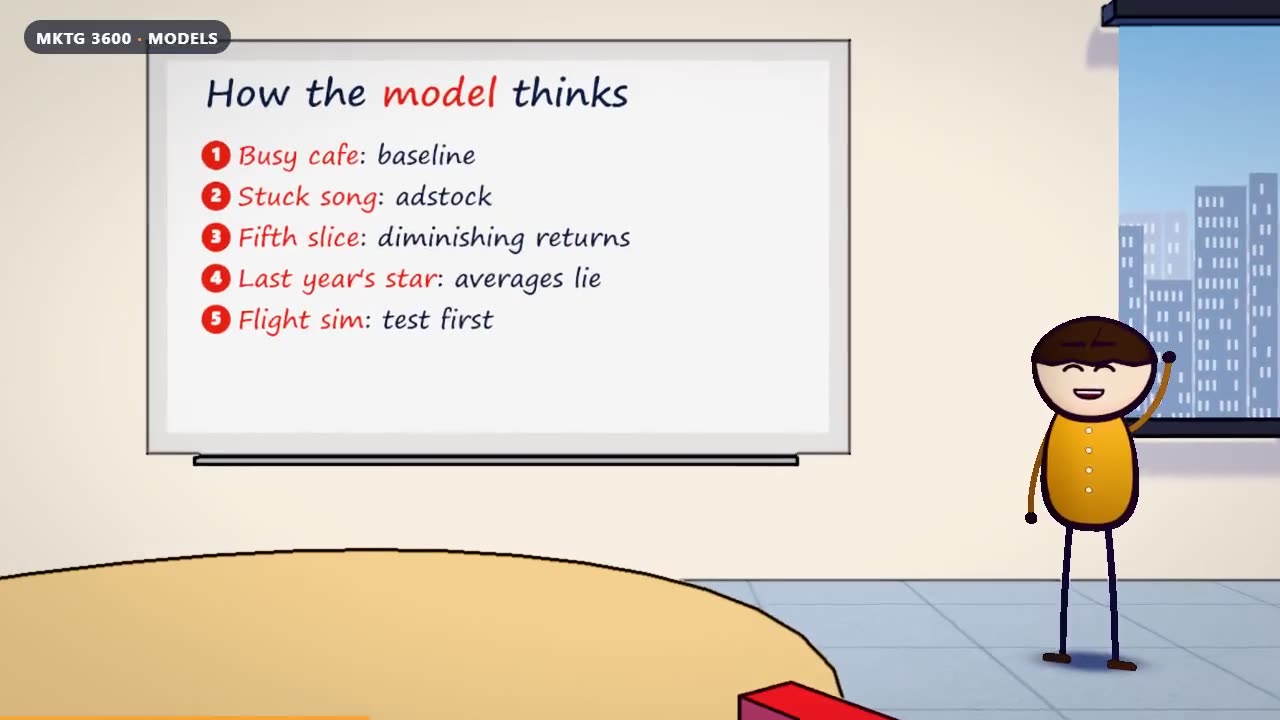 MKTG 3600 · MODELS
How the model thinks
1 Busy cafe: baseline
2 Stuck song: adstock
3 Fifth slice: diminishing returns
4 Last year's star: averages lie
5 Flight sim: test first